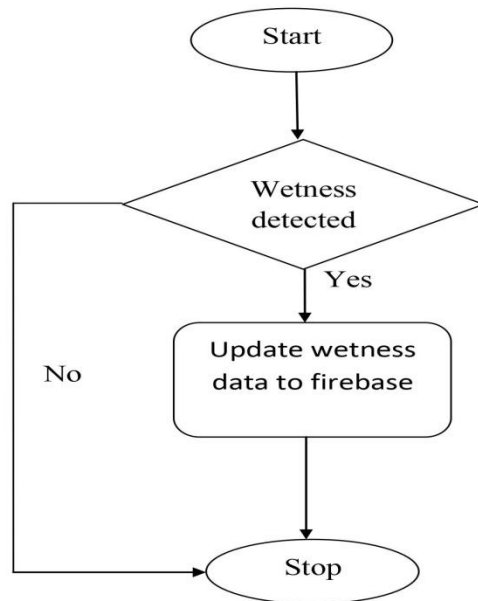 Start
Wetness
detected
Yes
Update wetness
data to firebase
No
Stop